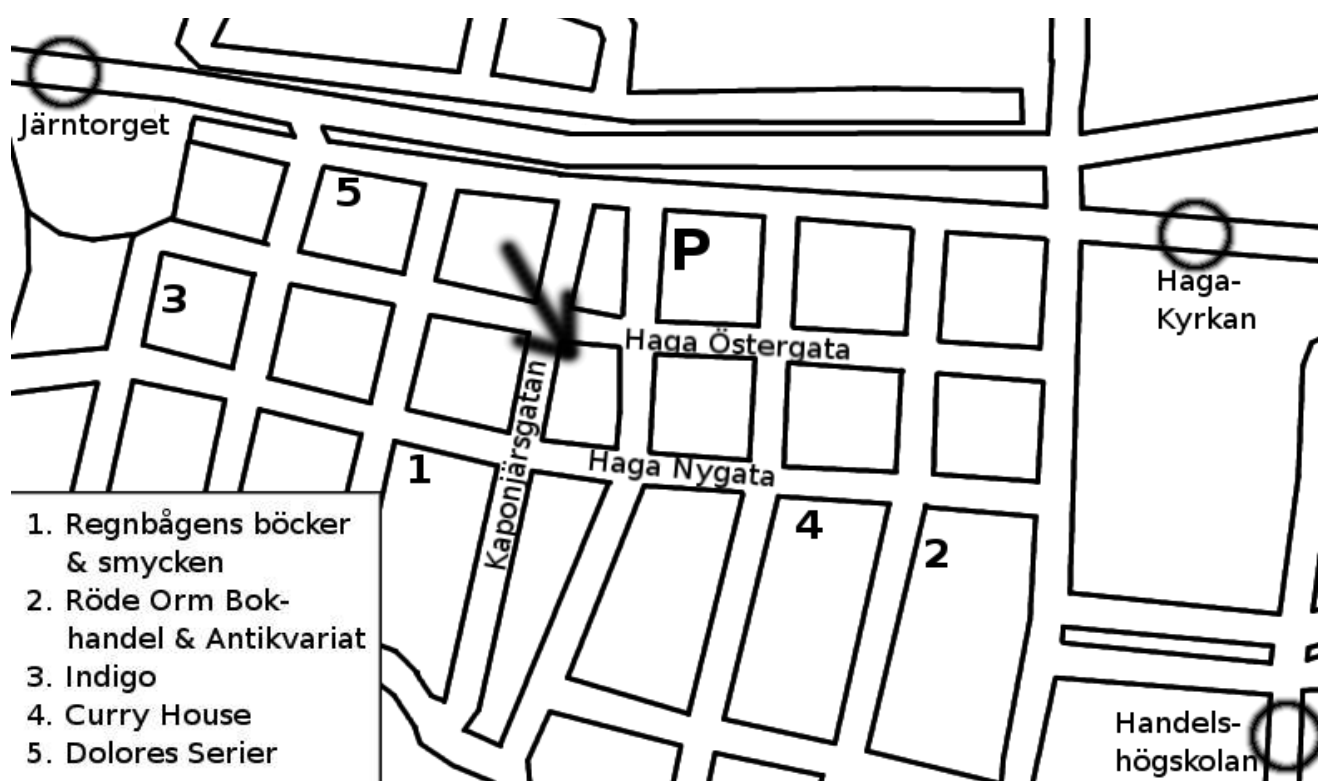 Järntorget
5
P
Haga-
Kyrkan
3
Haga Östergata
Kaponjärsgatan
1
Haga Nygata
4
2
1. Regnbågens böcker
& smycken
2. Röde Orm Bok-
handel & Antikvariat
3. Indigo
4. Curry House
5. Dolores Serier
Handels-
högskolan